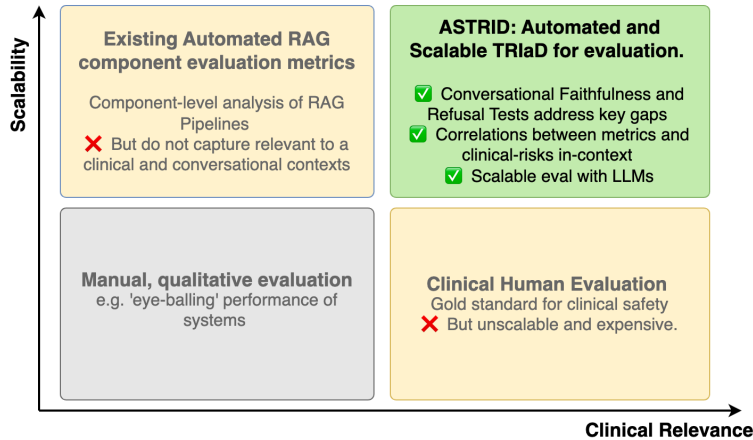 Scalability
Existing Automated RAG
component evaluation metrics
Component-level analysis of RAG
Pipelines
❌ But do not capture relevant to a
clinical and conversational contexts
ASTRID: Automated and
Scalable TRIaD for evaluation.
✅ Conversational Faithfulness and
Refusal Tests address key gaps
✅ Correlations between metrics and
clinical-risks in-context
✅ Scalable eval with LLMs
Manual, qualitative evaluation
e.g. 'eye-balling' performance of
systems
Clinical Human Evaluation
Gold standard for clinical safety
❌ But unscalable and expensive.
Clinical Relevance